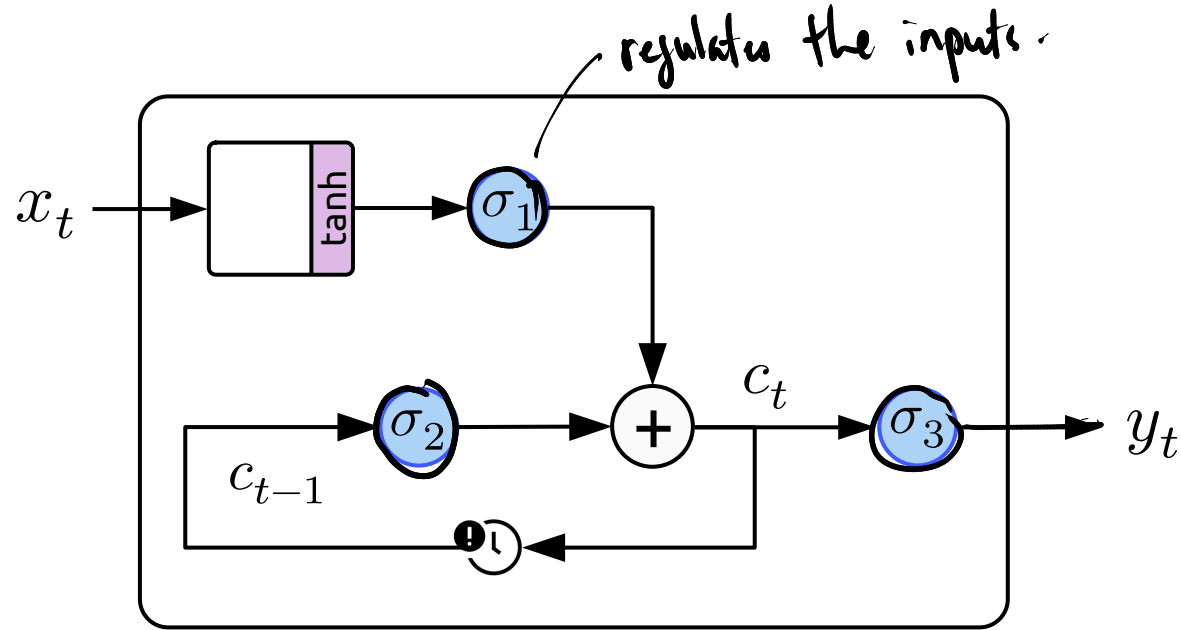 regulates the inputs.
x_t
tanh
σ_1
c_t
σ_2
+
σ_3
y_t
c_{t−1}
!